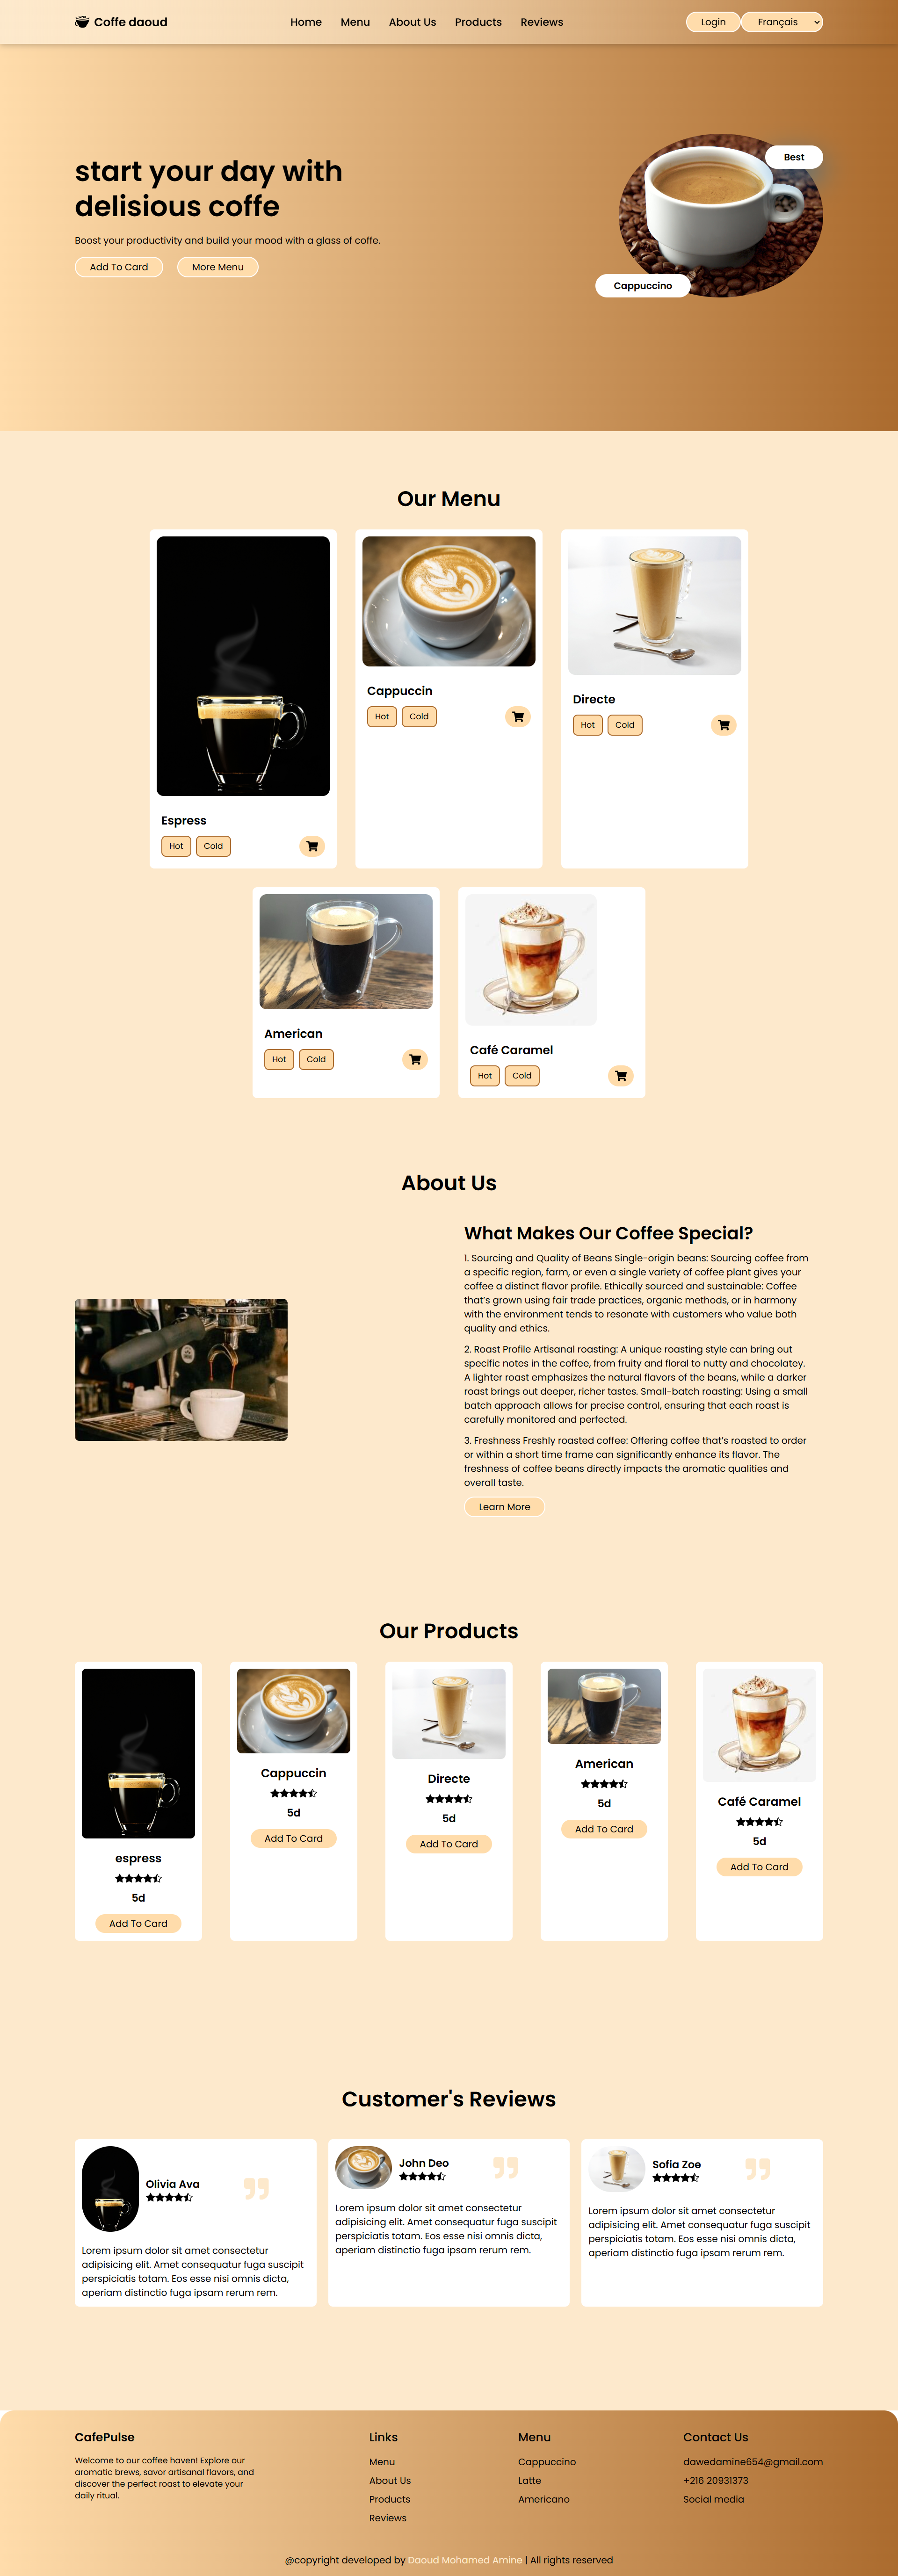 Coffe daoud
Home
Menu
About Us
Products
Reviews
Login
Français
start your day with
delisious coffe
Boost your productivity and build your mood with a glass of coffe.
Add To Card
More Menu
Best
Cappuccino
Our Menu
Espress
Hot
Cold
Cappuccin
Hot
Cold
Directe
Hot
Cold
American
Hot
Cold
Café Caramel
Hot
Cold
About Us
What Makes Our Coffee Special?
1. Sourcing and Quality of Beans Single-origin beans: Sourcing coffee from
a specific region, farm, or even a single variety of coffee plant gives your
coffee a distinct flavor profile. Ethically sourced and sustainable: Coffee
that's grown using fair trade practices, organic methods, or in harmony
with the environment tends to resonate with customers who value both
quality and ethics.
2. Roast Profile Artisanal roasting: A unique roasting style can bring out
specific notes in the coffee, from fruity and floral to nutty and chocolatey.
A lighter roast emphasizes the natural flavors of the beans, while a darker
roast brings out deeper, richer tastes. Small-batch roasting: Using a small
batch approach allows for precise control, ensuring that each roast is
carefully monitored and perfected.
3. Freshness Freshly roasted coffee: Offering coffee that's roasted to order
or within a short time frame can significantly enhance its flavor. The
freshness of coffee beans directly impacts the aromatic qualities and
overall taste.
Learn More
Our Products
espress
5d
Add To Card
Cappuccin
5d
Add To Card
Directe
5d
Add To Card
American
5d
Add To Card
Café Caramel
5d
Add To Card
Customer's Reviews
Olivia Ava
Lorem ipsum dolor sit amet consectetur
adipisicing elit. Amet consequatur fuga suscipit
perspiciatis totam. Eos esse nisi omnis dicta,
aperiam distinctio fuga ipsam rerum rem.
John Deo
Lorem ipsum dolor sit amet consectetur
adipisicing elit. Amet consequatur fuga suscipit
perspiciatis totam. Eos esse nisi omnis dicta,
aperiam distinctio fuga ipsam rerum rem.
Sofia Zoe
Lorem ipsum dolor sit amet consectetur
adipisicing elit. Amet consequatur fuga suscipit
perspiciatis totam. Eos esse nisi omnis dicta,
aperiam distinctio fuga ipsam rerum rem.
CafePulse
Welcome to our coffee haven! Explore our
aromatic brews, savor artisanal flavors, and
discover the perfect roast to elevate your
daily ritual.
Links
Menu
About Us
Products
Reviews
Menu
Cappuccino
Latte
Americano
Contact Us
dawedamine654@gmail.com
+216 20931373
Social media
@copyright developed by Daoud Mohamed Amine | All rights reserved